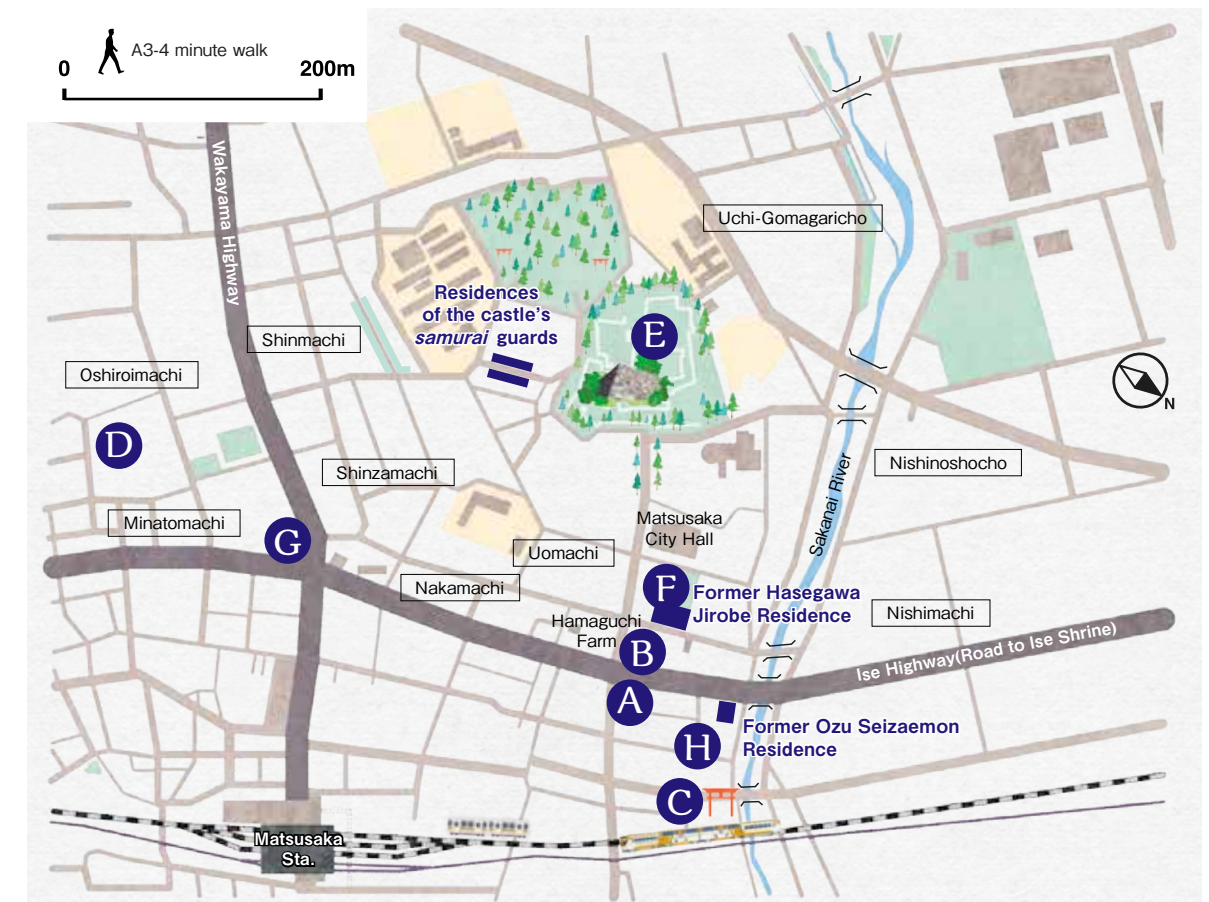 A3-4 minute walk
0
200m
Wakayama Highway
Uchi-Gomagaricho
Residences
of the castle's
samurai guards
E
Shinmachi
Oshiroimachi
D
N
Shinzamachi
Nishinoshocho
Sakanai River
Minatomachi
G
Matsusaka
City Hall
Uomachi
Nakamachi
F
Former Hasegawa
Jirobe Residence
Nishimachi
Hamaguchi
Farm
B
Ise Highway(Road to Ise Shrine)
A
Former Ozu Seizaemon
Residence
H
C
Matsusaka
Sta.